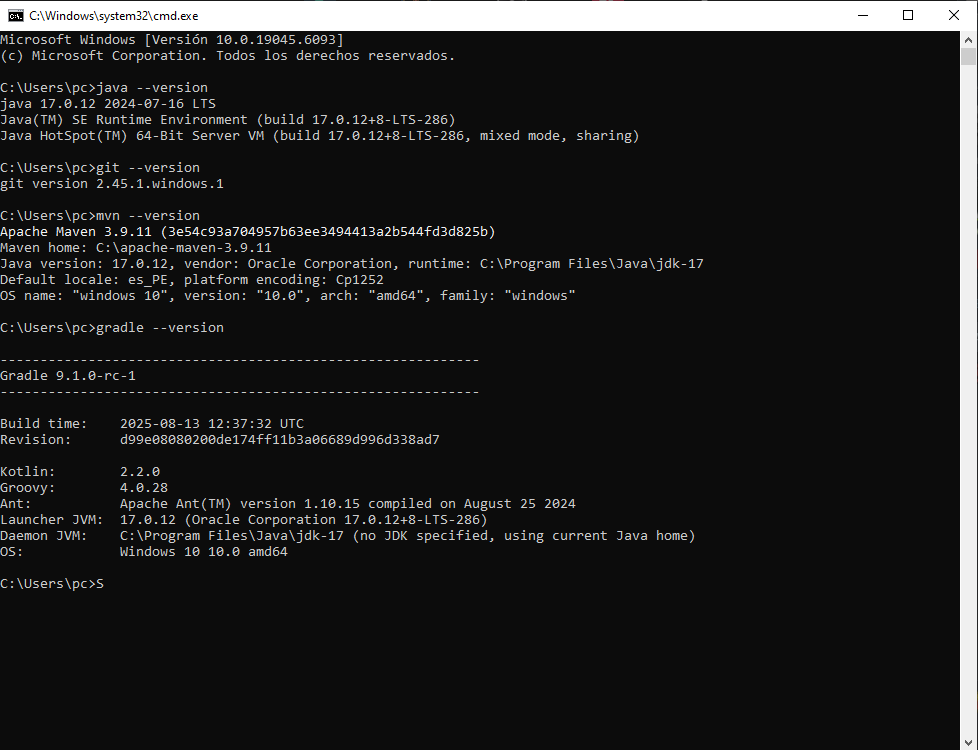 C:\Windows\system32\cmd.exe
Microsoft Windows [Versión 10.0.19045.6093]
(c) Microsoft Corporation. Todos los derechos reservados.
C:\Users\pc>java --version
java 17.0.12 2024-07-16 LTS
Java(TM) SE Runtime Environment (build 17.0.12+8-LTS-286)
Java HotSpot(TM) 64-Bit Server VM (build 17.0.12+8-LTS-286, mixed mode, sharing)
C:\Users\pc>git --version
git version 2.45.1.windows.1
C:\Users\pc>mvn --version
Apache Maven 3.9.11 (3e54c93a704957b63ee3494413a2b544fd3d825b)
Maven home: C:\apache-maven-3.9.11
Java version: 17.0.12, vendor: Oracle Corporation, runtime: C:\Program Files\Java\jdk-17
Default locale: es_PE, platform encoding: Cp1252
OS name: "windows 10", version: "10.0", arch: "amd64", family: "windows"
C:\Users\pc>gradle --version
------------------------------------------------------------
Gradle 9.1.0-rc-1
------------------------------------------------------------
Build time:    2025-08-13 12:37:32 UTC
Revision:      d99e08080200de174ff11b3a06689d996d338ad7
Kotlin:        2.2.0
Groovy:        4.0.28
Ant:           Apache Ant(TM) version 1.10.15 compiled on August 25 2024
Launcher JVM:  17.0.12 (Oracle Corporation 17.0.12+8-LTS-286)
Daemon JVM:    C:\Program Files\Java\jdk-17 (no JDK specified, using current Java home)
OS:            Windows 10 10.0 amd64
C:\Users\pc>S